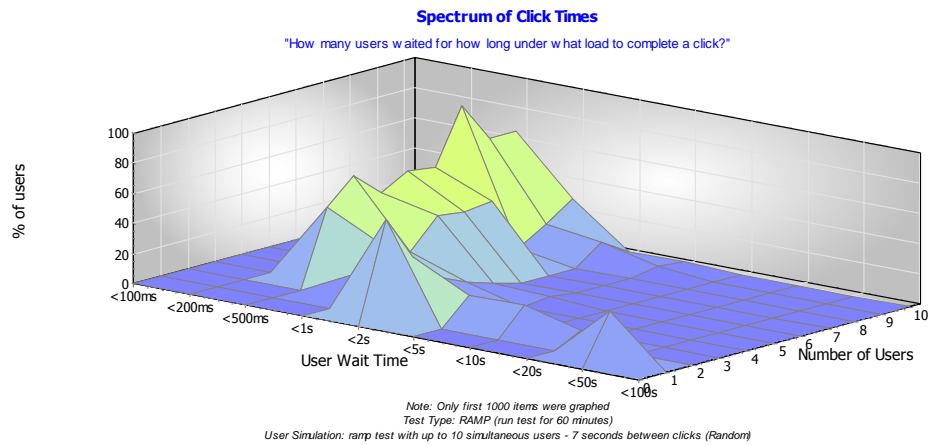 Spectrum of Click Times
"How many users waited for how long under what load to complete a click?"
% of users
100
80
60
40
20
0
<100ms
<200ms
<500ms
<1s
<2s
<5s
<10s
<20s
<50s
<100s
User Wait Time
0
1
2
3
4
5
6
7
8
9
10
Number of Users
Note: Only first 1000 items were graphed
Test Type: RAMP (run test for 60 minutes)
User Simulation: ramp test with up to 10 simultaneous users - 7 seconds between clicks (Random)